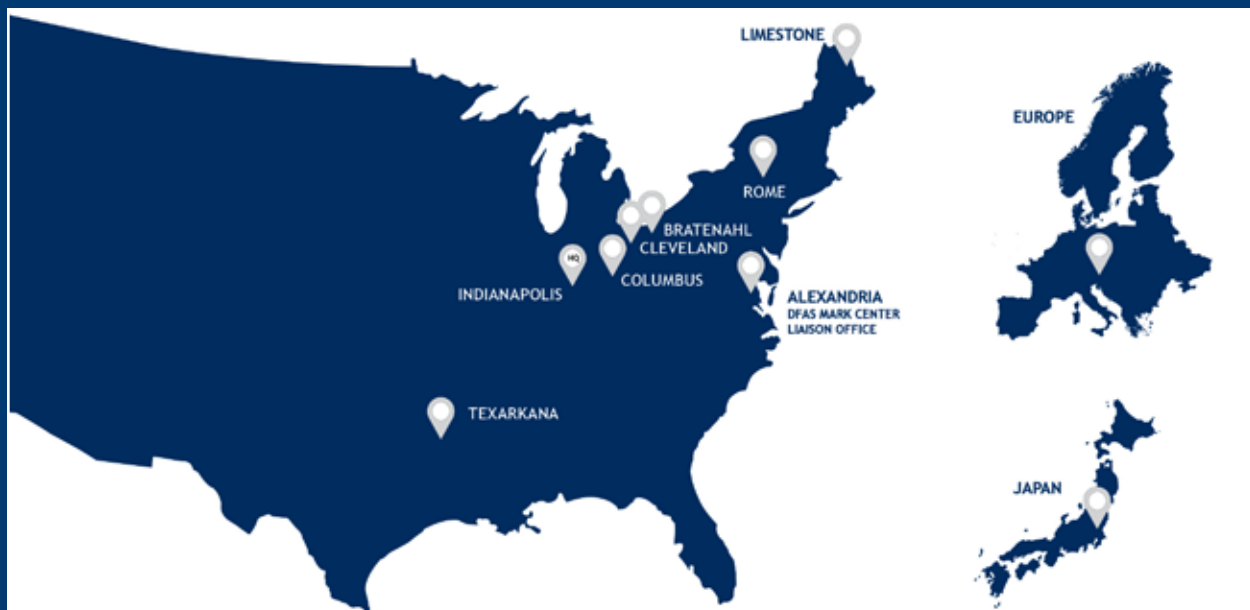 LIMESTONE
EUROPE
ROME
BRATENAHL
CLEVELAND
HQ
COLUMBUS
INDIANAPOLIS
ALEXANDRIA
DFAS MARK CENTER
LIAISON OFFICE
TEXARKANA
JAPAN